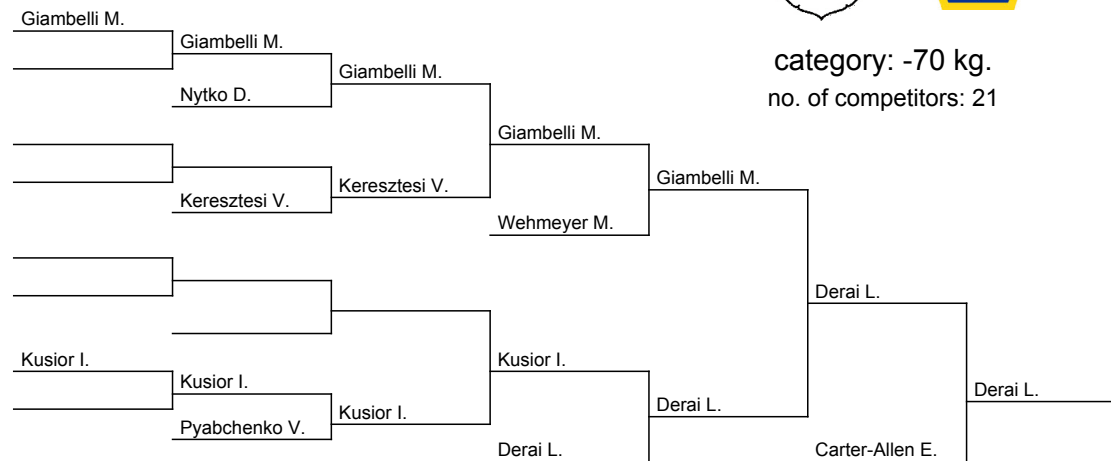 Giambelli M.
Giambelli M.
Giambelli M.
category: -70 kg.
Nytko D.
no. of competitors: 21
Giambelli M.
Giambelli M.
Keresztesi V.
Keresztesi V.
Wehmeyer M.
Derai L.
Kusior I.
Kusior I.
Kusior I.
Derai L.
Kusior I.
Derai L.
Pyabchenko V.
Derai L.
Carter-Allen E.